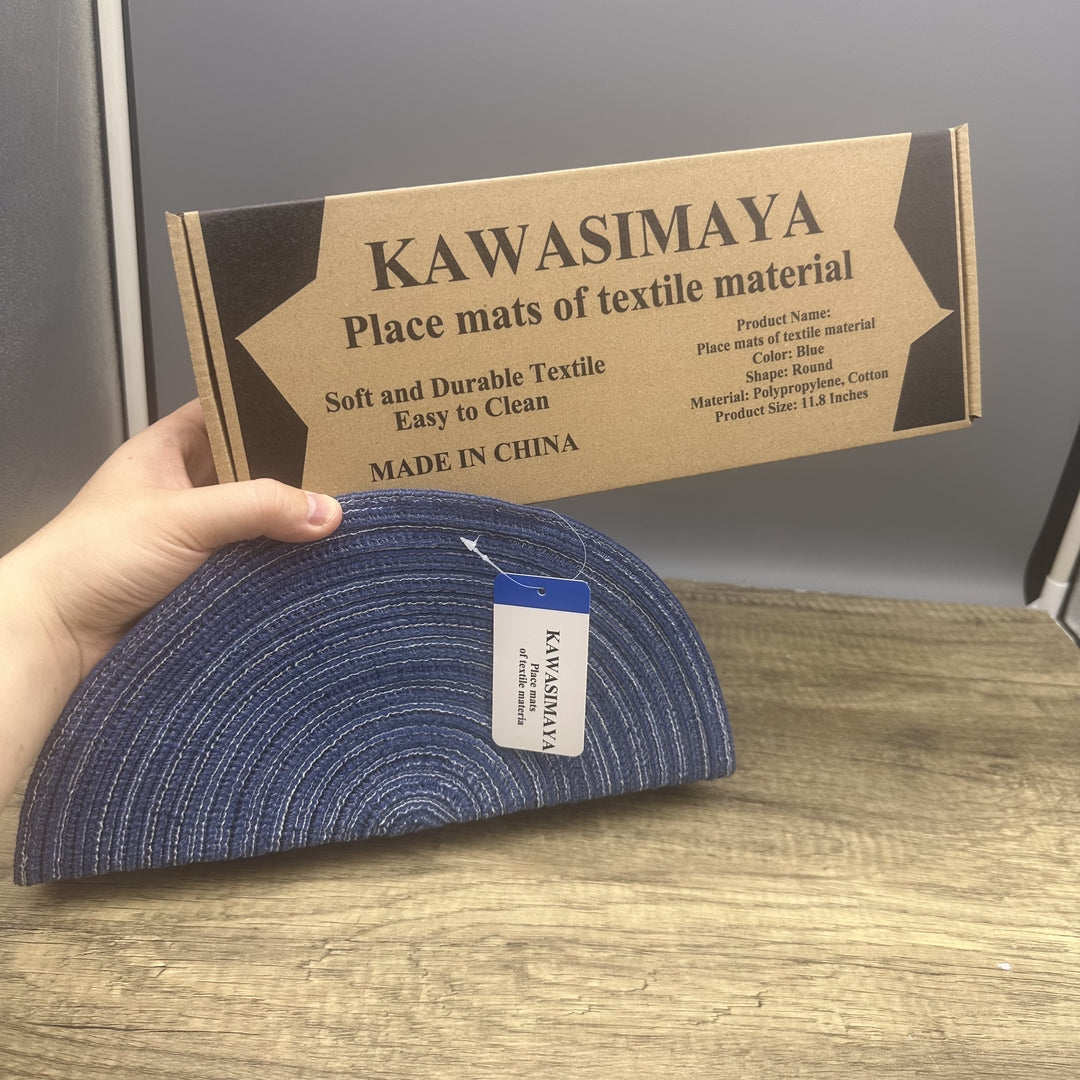 KAWASIMAYA
Place mats of textile material
Soft and Durable Textile
Easy to Clean
MADE IN CHINA
Product Name:
Place mats of textile material
Color: Blue
Shape: Round
Material: Polypropylene, Cotton
Product Size: 11.8 Inches
KAWASIMAYA
Place mats
of textile materia